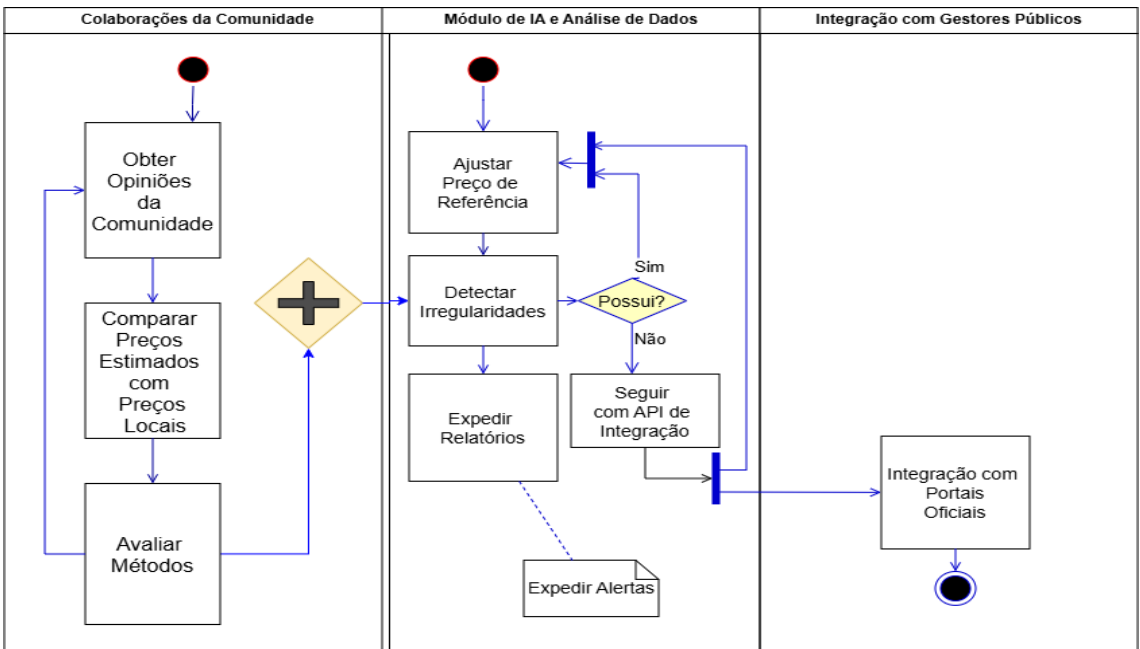 Colaborações da Comunidade
Módulo de IA e Análise de Dados
Integração com Gestores Públicos
Obter
Opiniões
da
Comunidade
Comparar
Preços
Estimados
com
Preços
Locais
Avaliar
Métodos
Ajustar
Preço de
Referência
Detectar
Irregularidades
Sim
Possui?
Não
Expedir
Relatórios
Seguir
com API de
Integração
Expedir Alertas
Integração com
Portais
Oficiais